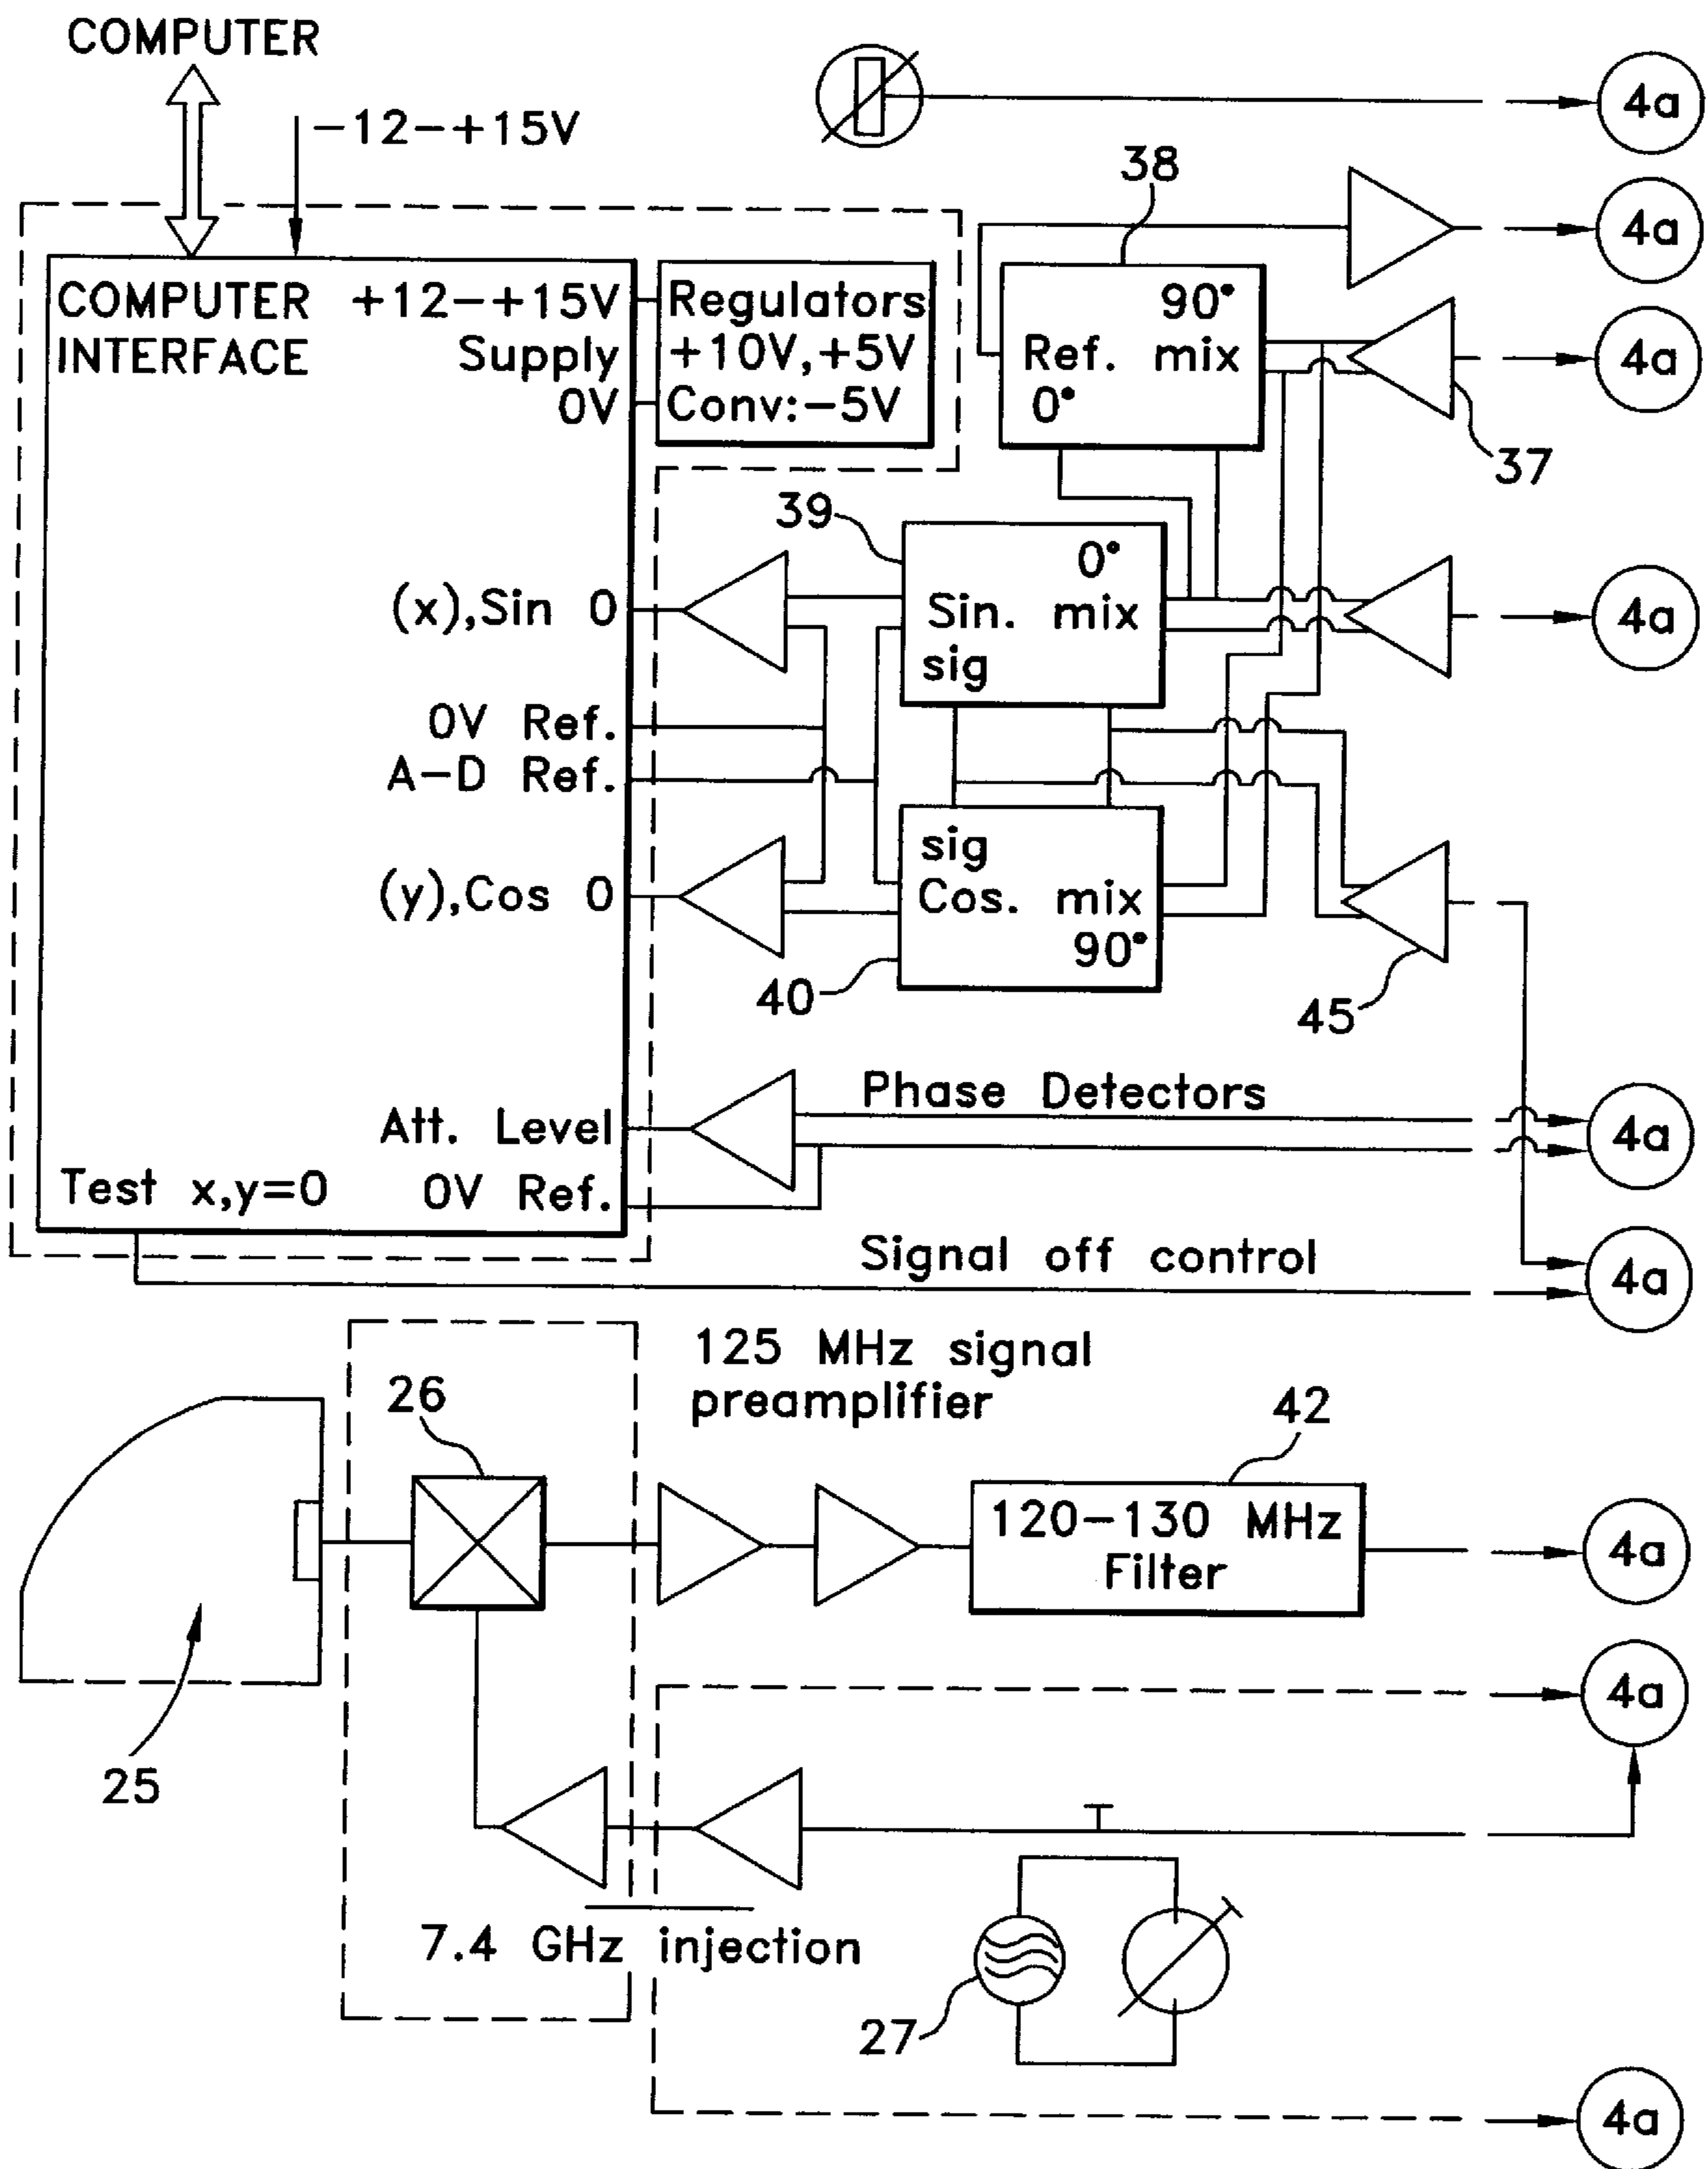 COMPUTER
-12-+15V
4a
38
4a
COMPUTER
INTERFACE
+12-+15V
Supply
0V
Regulators
+10V,+5V
Conv:-5V
90°
Ref. mix
0°
4a
37
39
0°
Sin. mix
sig
(x),Sin 0
4a
0V Ref.
A-D Ref.
sig
Cos. mix
90°
(y),Cos 0
40
45
Phase Detectors
Att. Level
4a
Test x,y=0
0V Ref.
Signal off control
4a
125 MHz signal
preamplifier
26
42
120-130 MHz
Filter
4a
4a
25
7.4 GHz injection
27
4a